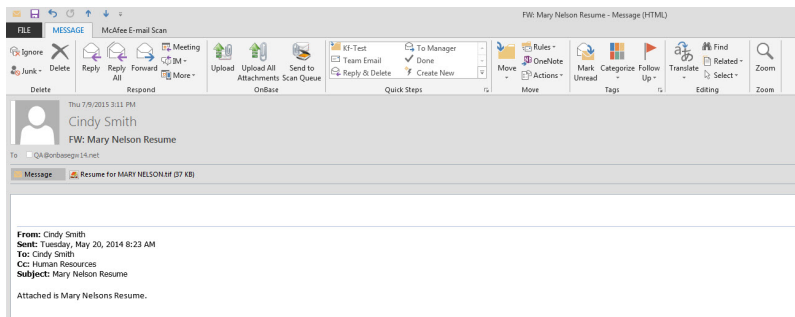 FW: Mary Nelson Resume - Message (HTML)
FILE MESSAGE McAfee E-mail Scan
Ignore
Junk
Delete
Reply
Reply All
Forward
Meeting
IM
More
Upload
Upload All Attachments
Send to Scan Queue
Kf-Test
Team Email
Reply & Delete
To Manager
Done
Create New
Move
Rules
OneNote
Actions
Mark Unread
Categorize
Follow Up
Translate
Find
Related
Select
Zoom
Delete Respond OnBase Quick Steps Move Tags Editing Zoom
Thu 7/9/2015 3:11 PM
Cindy Smith
FW: Mary Nelson Resume
To QA@onbasegw14.net
Message Resume for MARY NELSON.tif (37 KB)
From: Cindy Smith
Sent: Tuesday, May 20, 2014 8:23 AM
To: Cindy Smith
Cc: Human Resources
Subject: Mary Nelson Resume
Attached is Mary Nelsons Resume.